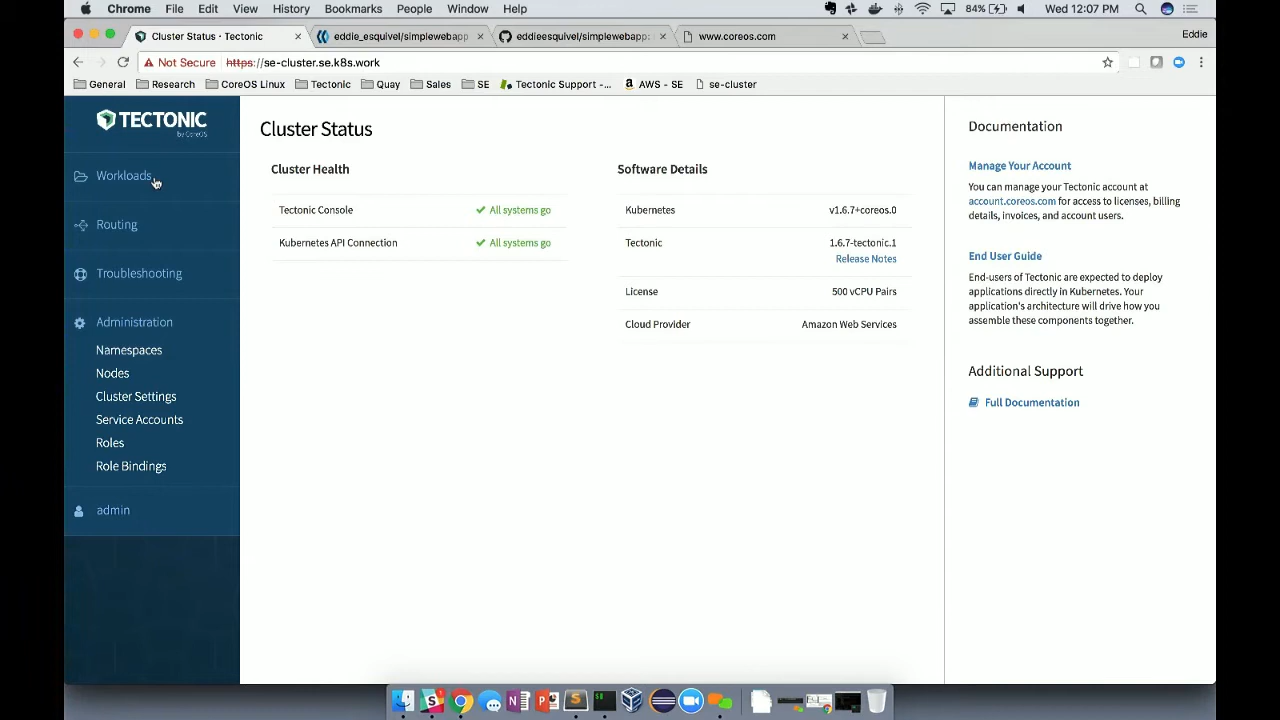 Chrome File Edit View History Bookmarks People Window Help 84% Wed 12:07 PM
Cluster Status · Tectonic
eddie_esquivel/simplewebapp
eddieesquivel/simplewebapp:
www.coreos.com
Eddie
Not Secure https://se-cluster.se.k8s.work
General Research CoreOS Linux Tectonic Quay Sales SE Tectonic Support -... AWS - SE se-cluster
TECTONIC
by CoreOS
Workloads
Routing
Troubleshooting
Administration
Namespaces
Nodes
Cluster Settings
Service Accounts
Roles
Role Bindings
admin
Cluster Status
Cluster Health
Tectonic Console All systems go
Kubernetes API Connection All systems go
Software Details
Kubernetes v1.6.7+coreos.0
Tectonic 1.6.7-tectonic.1
Release Notes
License 500 vCPU Pairs
Cloud Provider Amazon Web Services
Documentation
Manage Your Account
You can manage your Tectonic account at
account.coreos.com for access to licenses, billing
details, invoices, and account users.
End User Guide
End-users of Tectonic are expected to deploy
applications directly in Kubernetes. Your
application's architecture will drive how you
assemble these components together.
Additional Support
Full Documentation